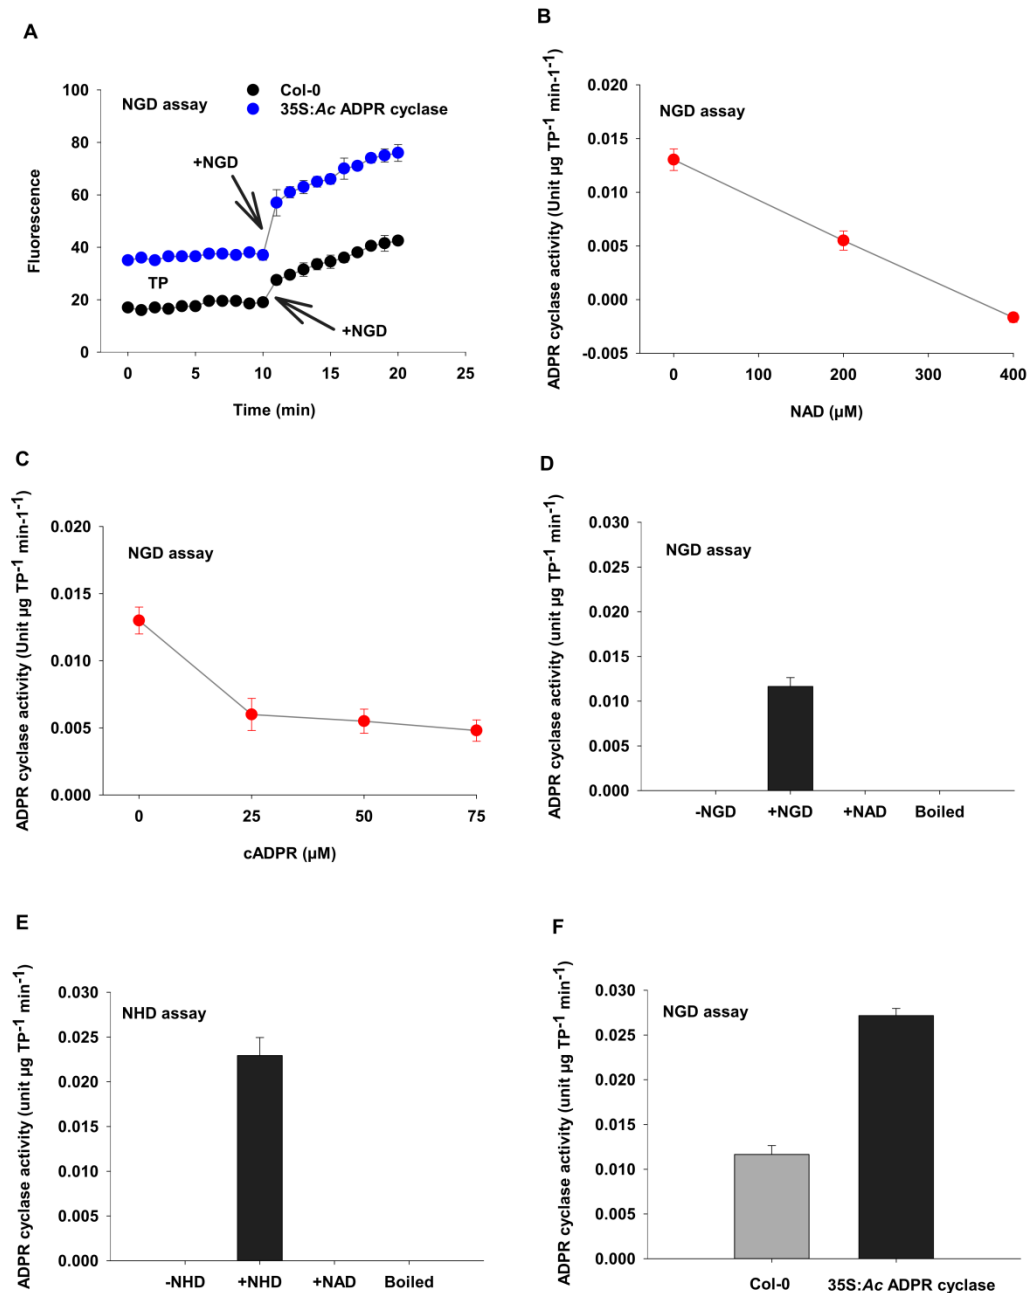 A
NGD assay
Col-0
35S:Ac ADPR cyclase
+NGD
TP
+NGD
Fluorescence
100
80
60
40
20
0
0 5 10 15 20 25
Time (min)
B
NGD assay
ADPR cyclase activity (Unit µg TP-1 min-1-1)
0.020
0.015
0.010
0.005
0.000
-0.005
0 100 200 300 400
NAD (µM)
C
NGD assay
ADPR cyclase activity (Unit µg TP-1 min-1-1)
0.020
0.015
0.010
0.005
0.000
0 25 50 75
cADPR (µM)
D
NGD assay
ADPR cyclase activity (unit µg TP-1 min-1)
0.030
0.025
0.020
0.015
0.010
0.005
0.000
-NGD +NGD +NAD Boiled
E
NHD assay
ADPR cyclase activity (unit µg TP-1 min-1)
0.030
0.025
0.020
0.015
0.010
0.005
0.000
-NHD +NHD +NAD Boiled
F
NGD assay
ADPR cyclase activity (unit µg TP-1 min-1)
0.030
0.025
0.020
0.015
0.010
0.005
0.000
Col-0 35S:Ac ADPR cyclase